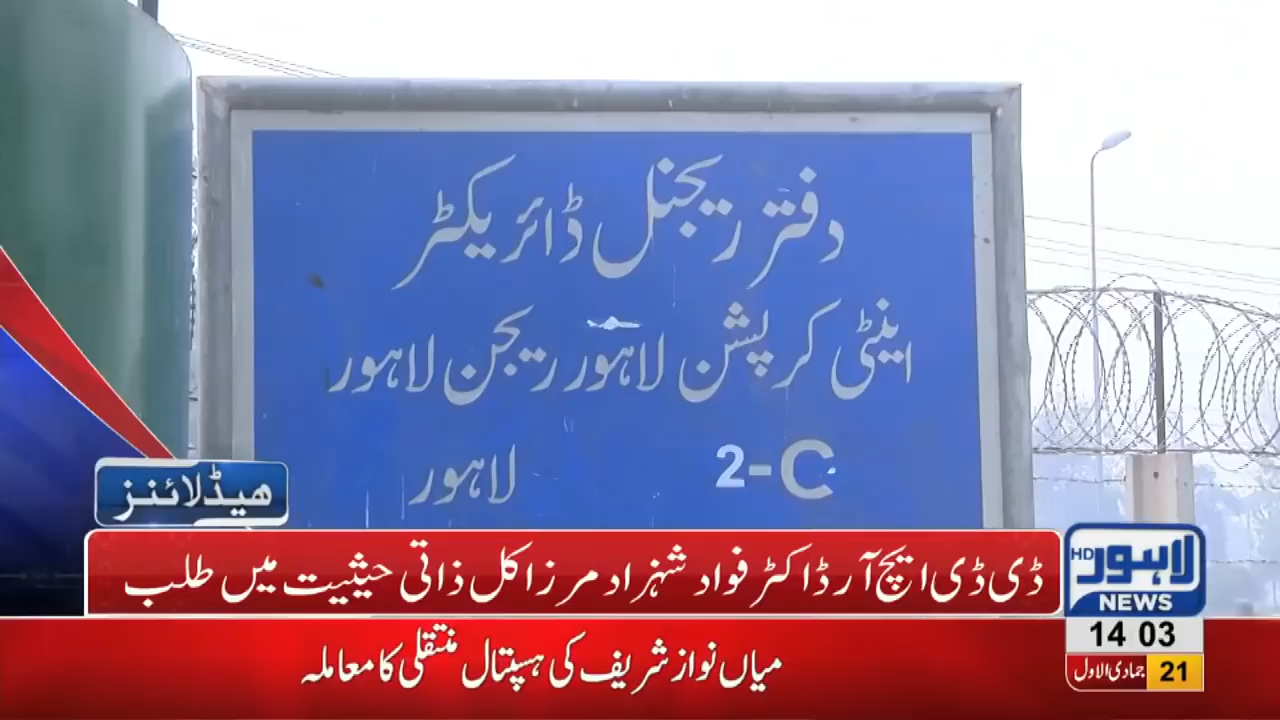 دفتر ریجنل ڈائریکٹر
اینٹی کرپشن لاہور ریجن لاہور
2-C لاہور
ہیڈلائنز
ڈی ڈی ایچ آر ڈاکٹر فواد شہزاد مرزا کل ذاتی حیثیت میں طلب
لاہور HD
NEWS
میاں نواز شریف کی ہسپتال منتقلی کا معاملہ
14 03
21 جمادی الاول